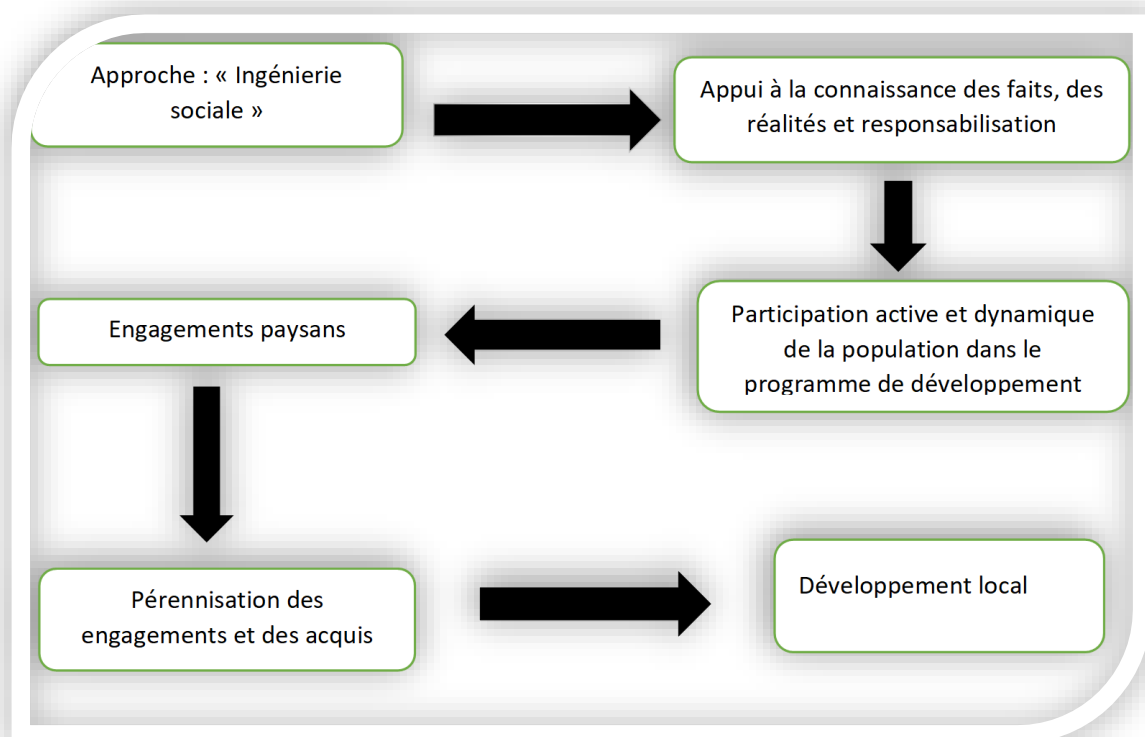 Approche : « Ingénierie
sociale »
Appui à la connaissance des faits, des
réalités et responsabilisation
Participation active et dynamique
de la population dans le
programme de développement
Engagements paysans
Pérennisation des
engagements et des acquis
Développement local